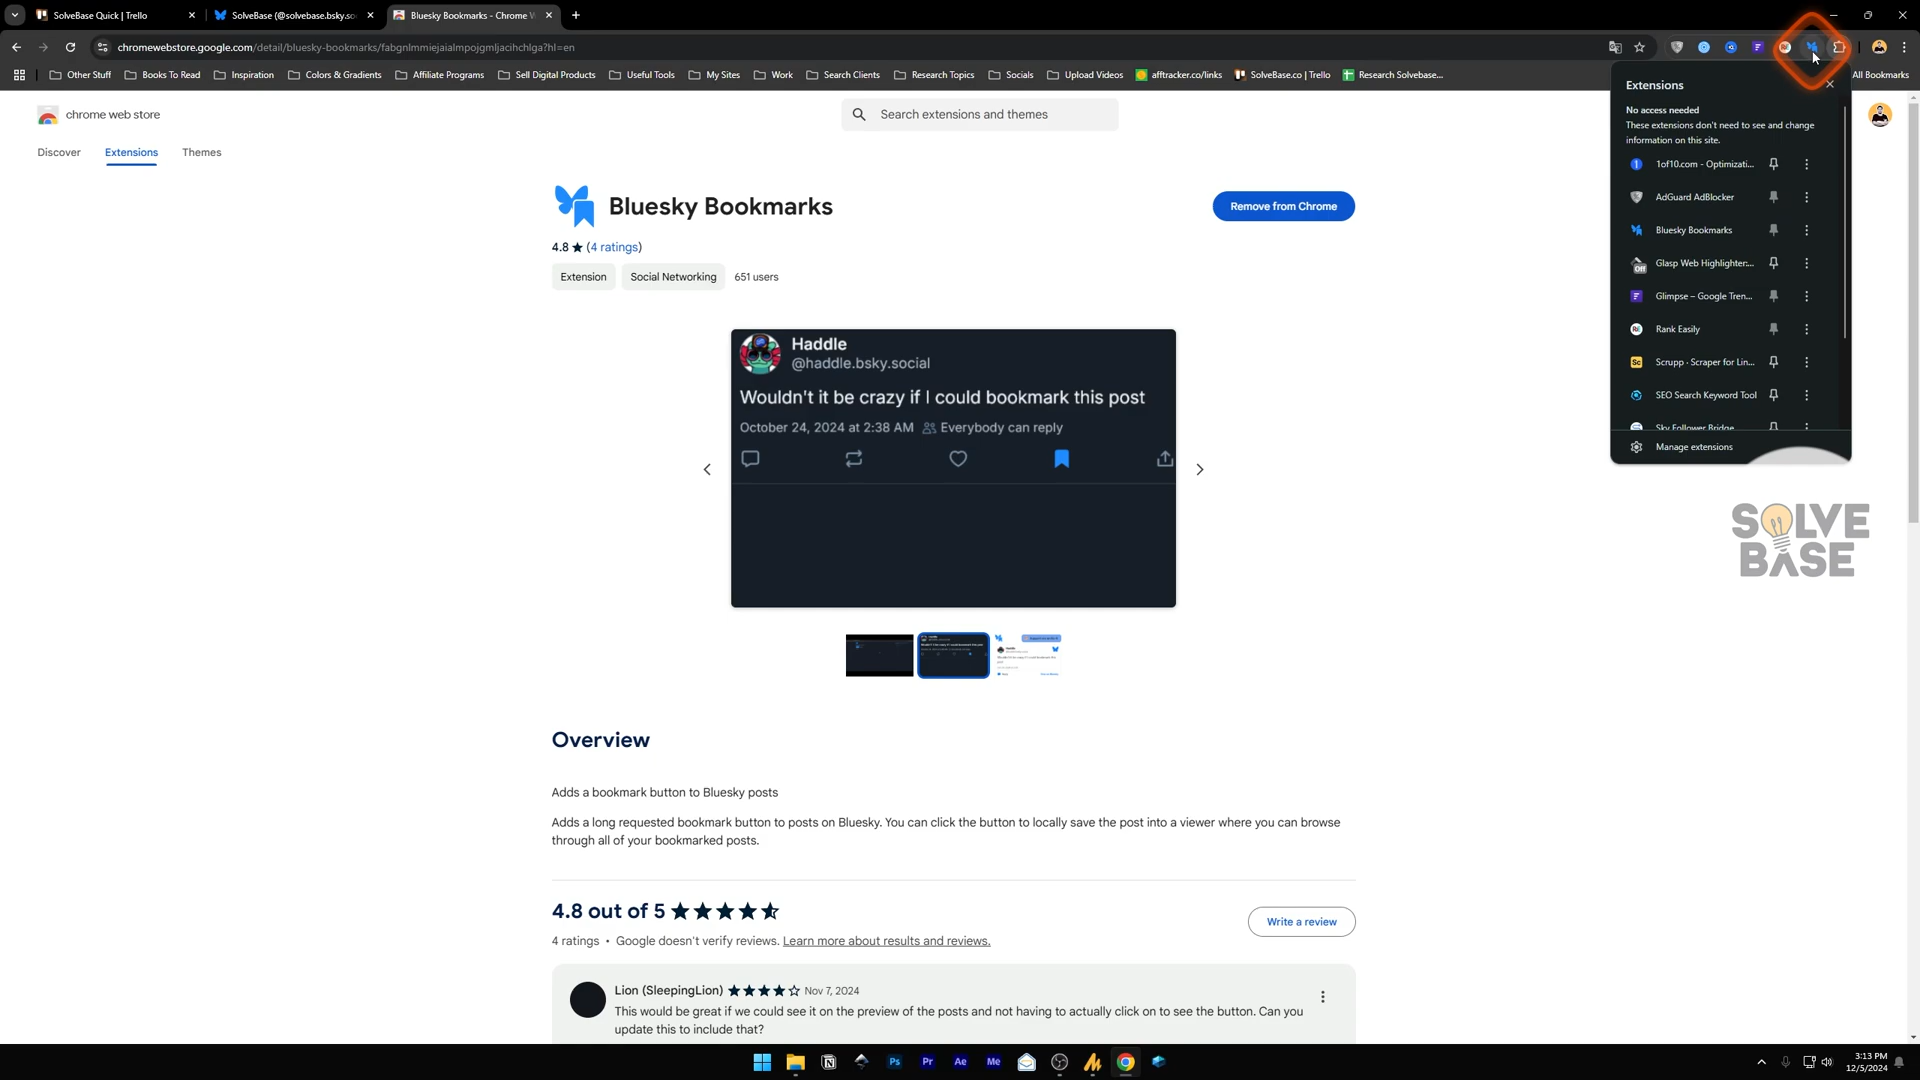 SolveBase Quick | Trello
SolveBase (@solvebase.bsky.so
Bluesky Bookmarks - Chrome W
chromewebstore.google.com/detail/bluesky-bookmarks/fabgnlmmiejaialmpojgmljacihchlga?hl=en
Other Stuff
Books To Read
Inspiration
Colors & Gradients
Affiliate Programs
Sell Digital Products
Useful Tools
My Sites
Work
Search Clients
Research Topics
Socials
Upload Videos
afftracker.co/links
SolveBase.co | Trello
Research Solvebase...
All Bookmarks
chrome web store
Search extensions and themes
Discover
Extensions
Themes
Bluesky Bookmarks
Remove from Chrome
4.8 ★ (4 ratings)
Extension
Social Networking
651 users
Haddle
@haddle.bsky.social
Wouldn't it be crazy if I could bookmark this post
October 24, 2024 at 2:38 AM
Everybody can reply
Overview
Adds a bookmark button to Bluesky posts
Adds a long requested bookmark button to posts on Bluesky. You can click the button to locally save the post into a viewer where you can browse
through all of your bookmarked posts.
4.8 out of 5
Write a review
4 ratings • Google doesn't verify reviews. Learn more about results and reviews.
Lion (SleepingLion)
Nov 7, 2024
This would be great if we could see it on the preview of the posts and not having to actually click on to see the button. Can you
update this to include that?
Extensions
No access needed
These extensions don't need to see and change
information on this site.
1of10.com - Optimizati...
AdGuard AdBlocker
Bluesky Bookmarks
Glasp Web Highlighter:...
Off
Glimpse – Google Tren...
Rank Easily
Sc
Scrupp - Scraper for Lin...
SEO Search Keyword Tool
Sky Follower Bridge
Manage extensions
SOLVE
BASE
Ps
Pr
Ae
Me
3:13 PM
12/5/2024